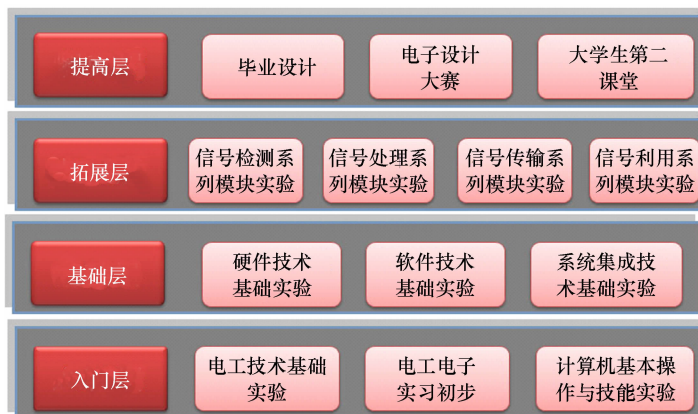 提高层
毕业设计
电子设计
大赛
大学生第二
课堂
拓展层
信号检测系
列模块实验
信号处理系
列模块实验
信号传输系
列模块实验
信号利用系
列模块实验
基础层
硬件技术
基础实验
软件技术
基础实验
系统集成技
术基础实验
入门层
电工技术基础
实验
电工电子
实习初步
计算机基本操
作与技能实验